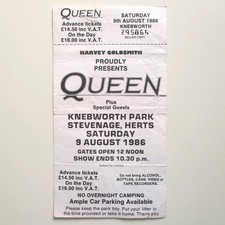 QUEEN
Advance tickets
£14.50 inc V.A.T.
On the Day
£16.00 inc V.A.T.
SATURDAY
9th AUGUST 1986
KNEBWORTH
HARVEY GOLDSMITH
PROUDLY
PRESENTS
QUEEN
Plus
Special Guests
KNEBWORTH PARK
STEVENAGE, HERTS
SATURDAY
9 AUGUST 1986
GATES OPEN 12 NOON
SHOW ENDS 10.30 p.m.
Advance tickets
£14.50 inc V.A.T.
On the Day
£16.00 inc V.A.T.
Do not bring ALCOHOL,
BOTTLES, CANS, VIDEO or
TAPE RECORDERS.
NO OVERNIGHT CAMPING
Ample Car Parking Available
Please keep the park tidy. Put your litter in
the bins provided or take it home. Thank you